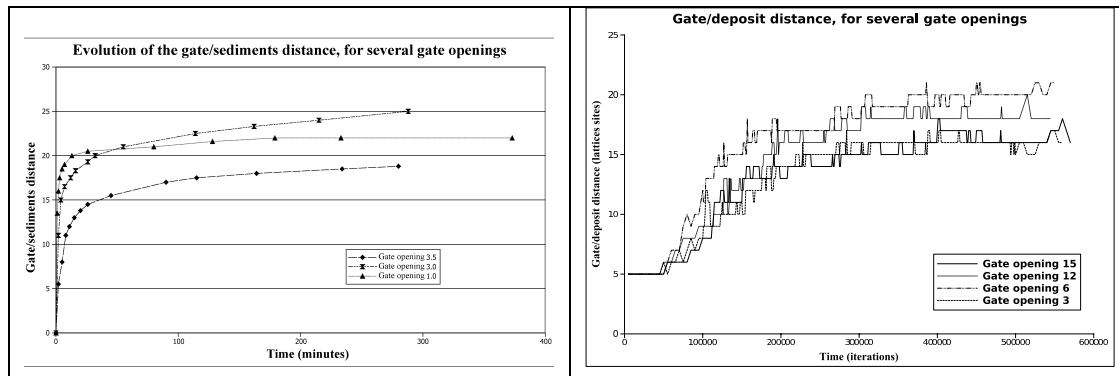 Evolution of the gate/sediments distance, for several gate openings
30
25
20
15
10
5
0
Gate/sediments distance
Gate opening 3.5
Gate opening 3.0
Gate opening 1.0
0
100
200
300
400
Time (minutes)
Gate/deposit distance, for several gate openings
25
20
15
10
5
0
Gate/deposit distance (lattices sites)
Gate opening 15
Gate opening 12
Gate opening 6
Gate opening 3
0
100000
200000
300000
400000
500000
600000
Time (iterations)